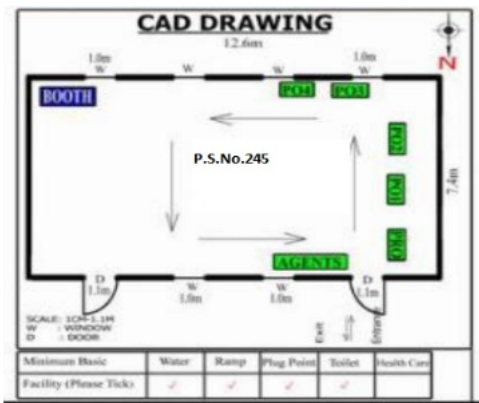 CAD DRAWING
12.6m
N
1.0m
W
W
W
1.0m
W
BOOTH
PO4
PO3
PO2
PO1
PRO
7.4m
P.S.No.245
AGENTS
D
1.1m
W
1.0m
W
1.0m
D
1.1m
SCALE: 1CM-1.1M
W : WINDOW
D : DOOR
Exit
Entrance
Minimum Basic Water Ramp Plug Point Toilet Health Care
Facility (Please Tick) ✓ ✓ ✓ ✓